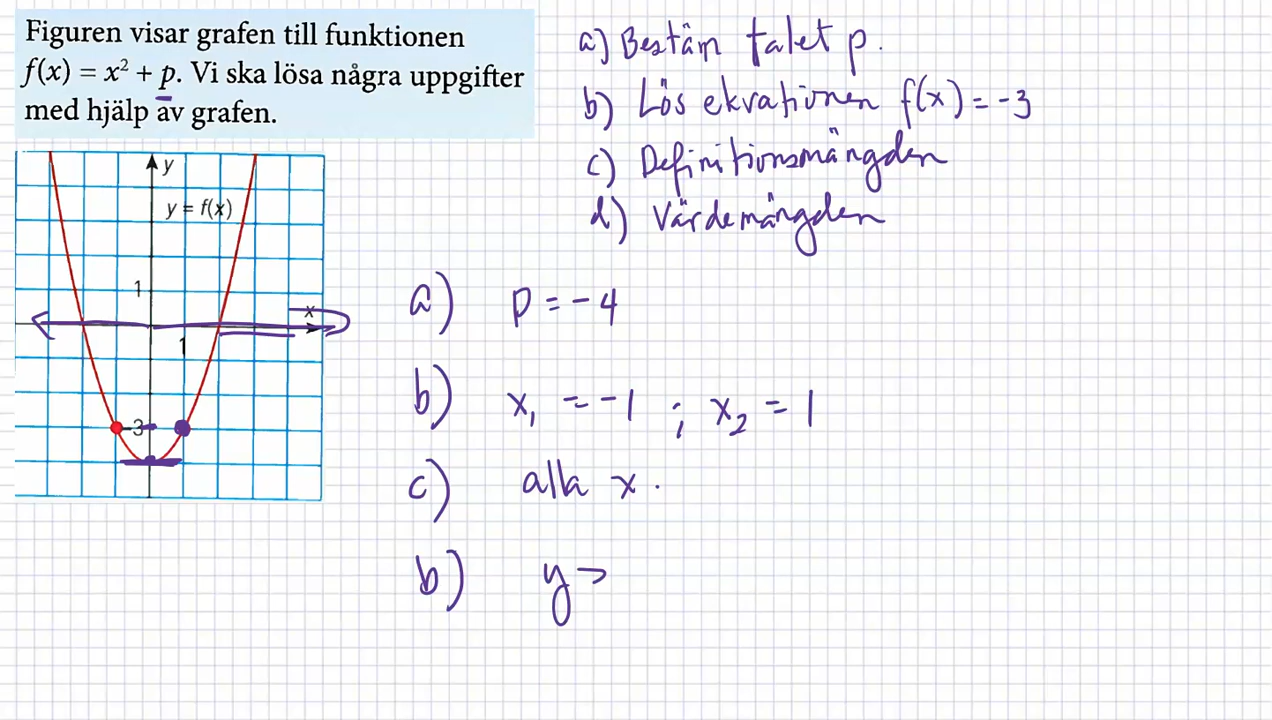 Figuren visar grafen till funktionen
f(x) = x² + p. Vi ska lösa några uppgifter
med hjälp av grafen.
a) Bestäm talet p.
b) Lös ekvationen f(x) = -3
c) Definitionsmängden
d) Värdemängden
y
y = f(x)
1
x
1
-3
a) p = -4
b) x₁ = -1 ; x₂ = 1
c) alla x.
b) y >